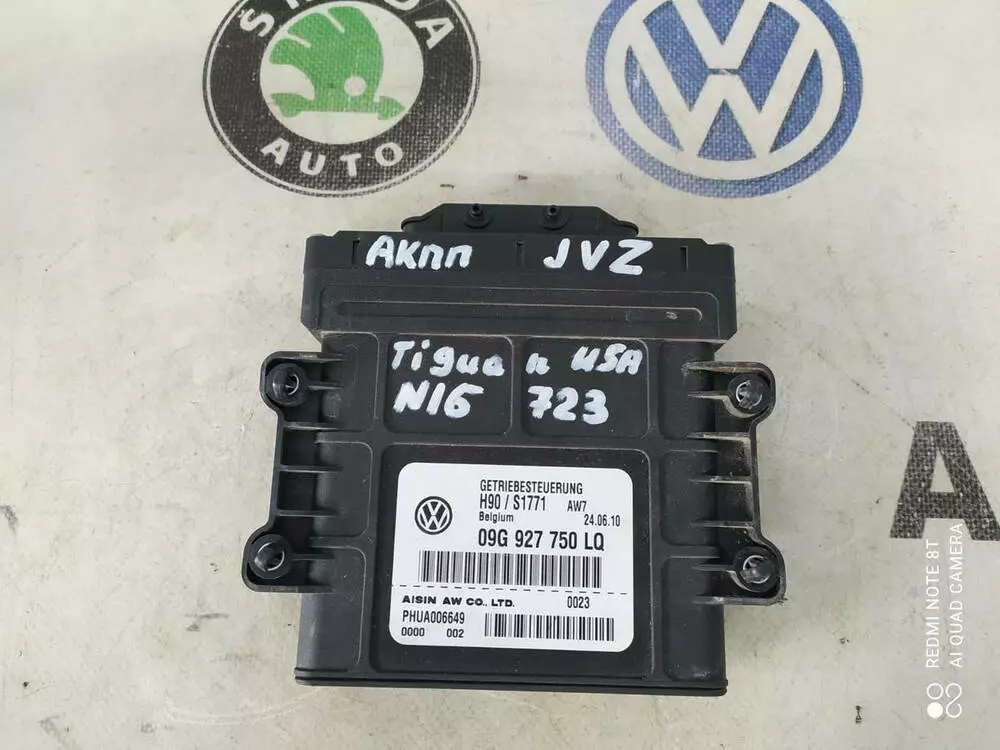 ŠKODA
AUTO
АКПП JVZ
Tiguan USA
N16 723
GETRIEBESTEUERUNG
H90 / S1771 AW7
Belgium 24.06.10
09G 927 750 LQ
AISIN AW CO., LTD. 0023
PHUA006649
0000 002
A
REDMI NOTE 8T
AI QUAD CAMERA